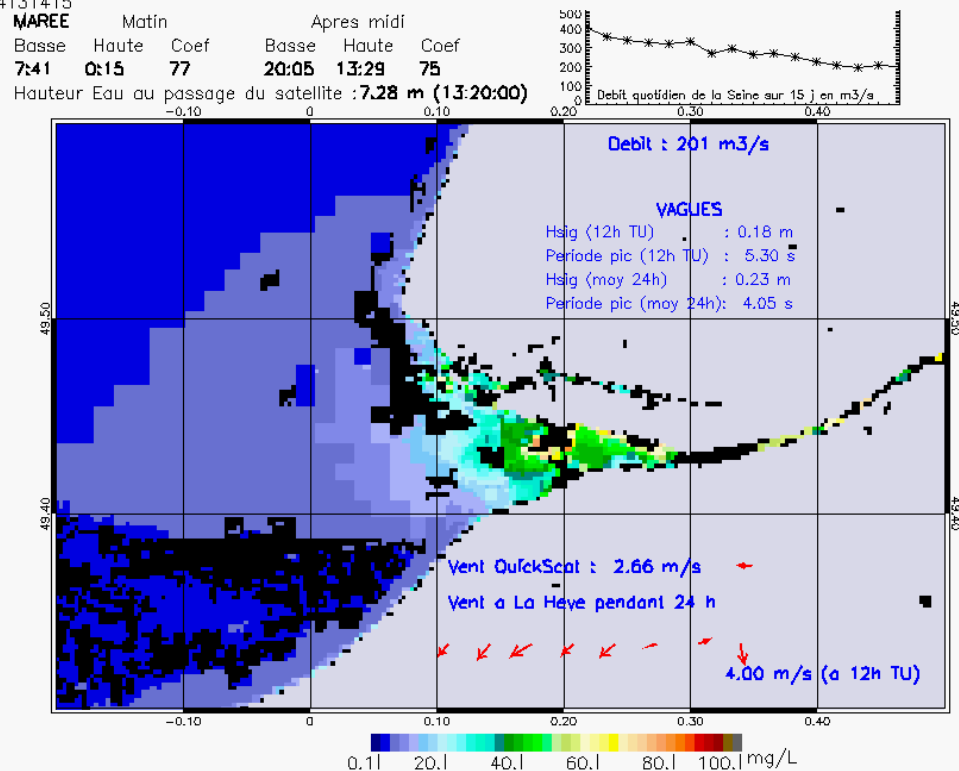 MAREE Matin Apres midi
Basse Haute Coef Basse Haute Coef
7:41 0:15 77 20:05 13:29 75
Hauteur Eau au passage du satellite : 7.28 m (13:20:00)
500
400
300
200
100
0
Debit quotidien de la Seine sur 15 j en m3/s
-0.10 0 0.10 0.20 0.30 0.40
Debit : 201 m3/s
VAGUES
Hsig (12h TU) : 0.18 m
Periode pic (12h TU) : 5.30 s
Hsig (moy 24h) : 0.23 m
Periode pic (moy 24h): 4.05 s
49.50 49.50
49.40 49.40
Vent QuickScat : 2.66 m/s
Vent a La Heve pendant 24 h
4.00 m/s (a 12h TU)
-0.10 0 0.10 0.20 0.30 0.40
0.1 20. 40. 60. 80. 100. mg/L